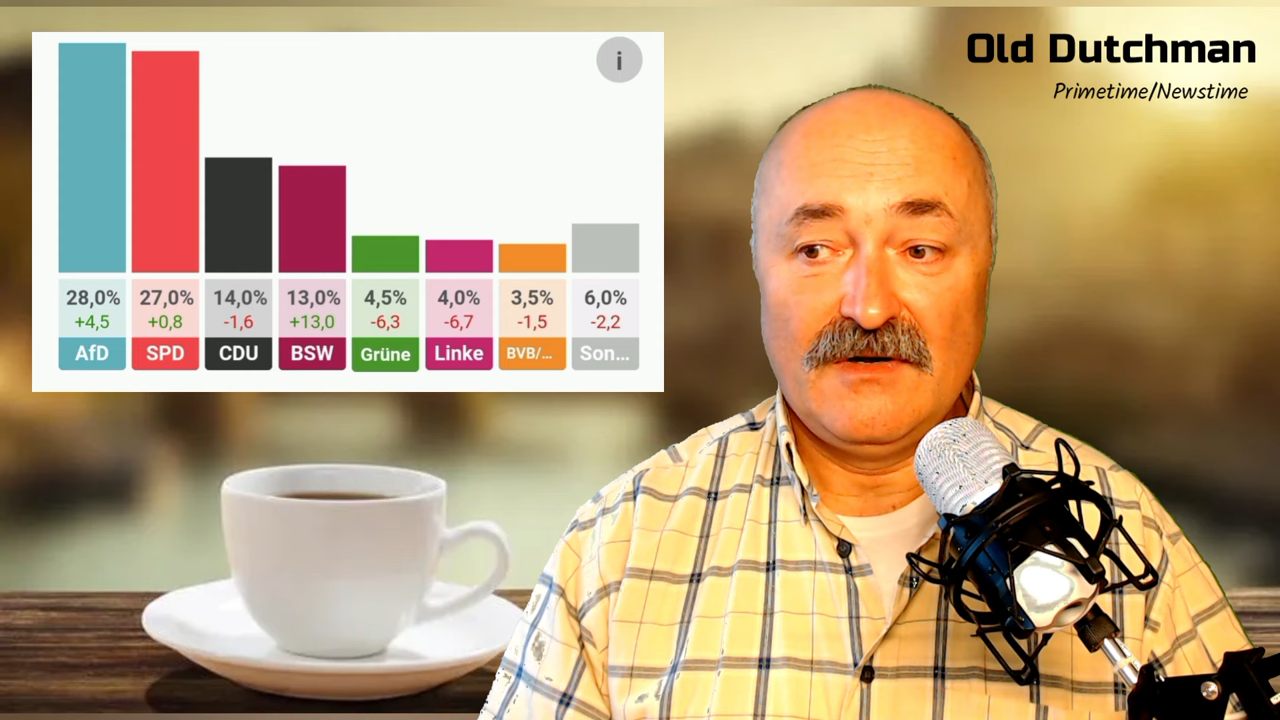 i
28,0% 27,0% 14,0% 13,0% 4,5% 4,0% 3,5% 6,0%
+4,5 +0,8 -1,6 +13,0 -6,3 -6,7 -1,5 -2,2
AfD SPD CDU BSW Grüne Linke BVB/... Son...
Old Dutchman
Primetime/Newstime